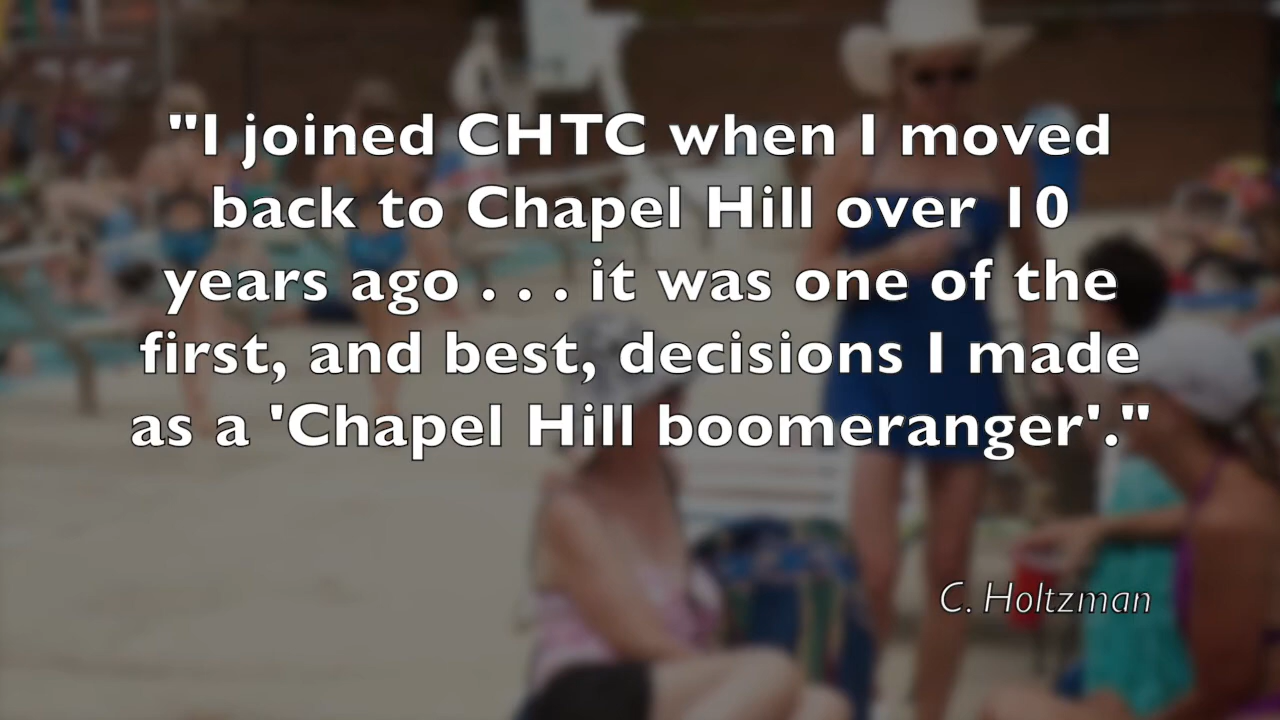 "I joined CHTC when I moved
back to Chapel Hill over 10
years ago . . . it was one of the
first, and best, decisions I made
as a 'Chapel Hill boomeranger'."
C. Holtzman